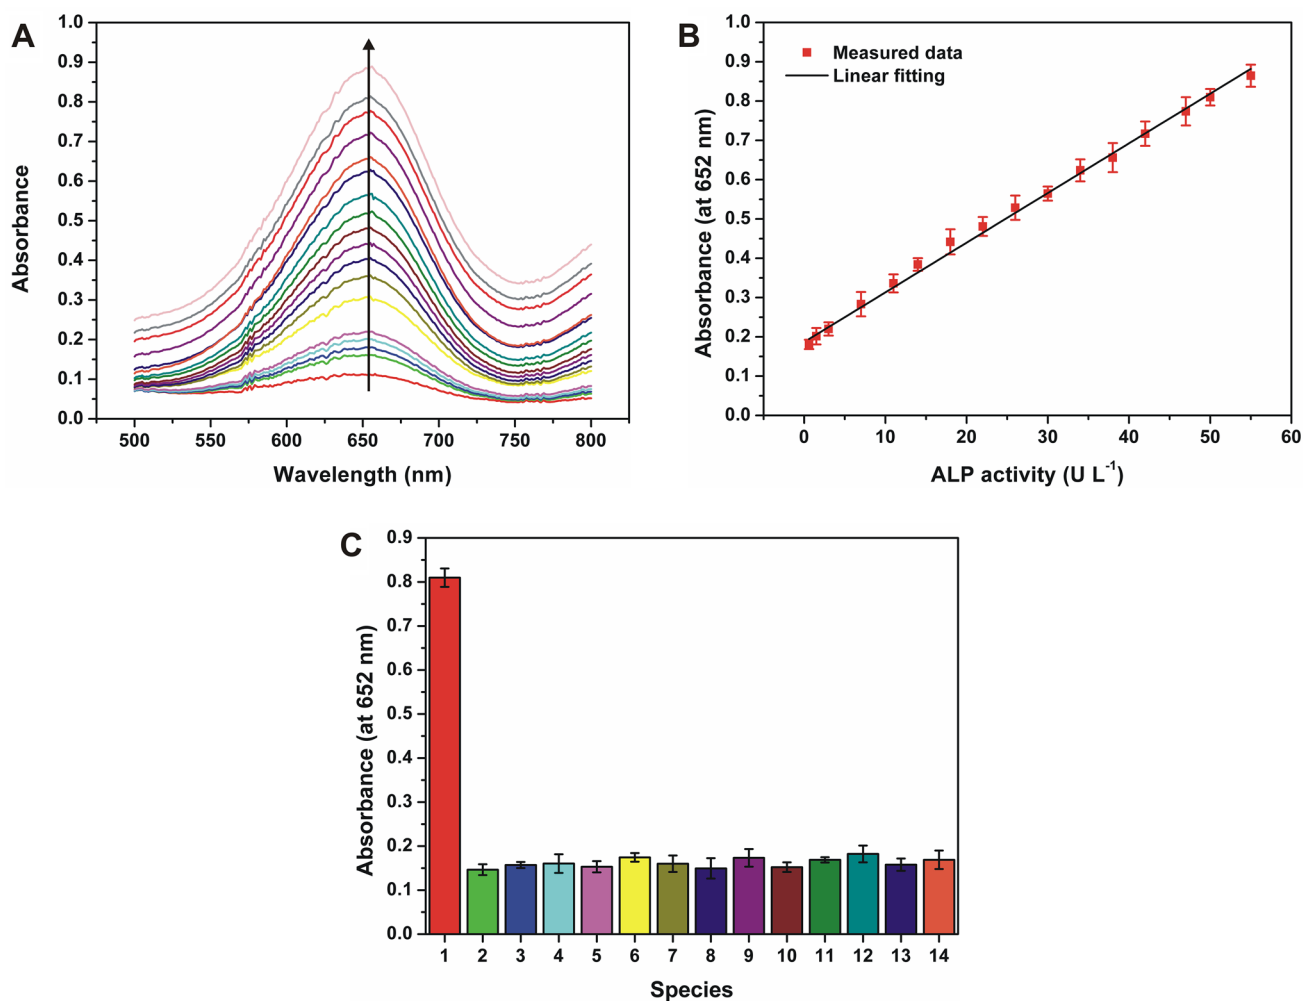 A
1.0
0.9
0.8
0.7
0.6
0.5
0.4
0.3
0.2
0.1
0.0
Absorbance
500 550 600 650 700 750 800
Wavelength (nm)
B
1.0
0.9
0.8
0.7
0.6
0.5
0.4
0.3
0.2
0.1
0.0
Absorbance (at 652 nm)
Measured data
Linear fitting
0 10 20 30 40 50 60
ALP activity (U L⁻¹)
C
0.9
0.8
0.7
0.6
0.5
0.4
0.3
0.2
0.1
0.0
Absorbance (at 652 nm)
1 2 3 4 5 6 7 8 9 10 11 12 13 14
Species